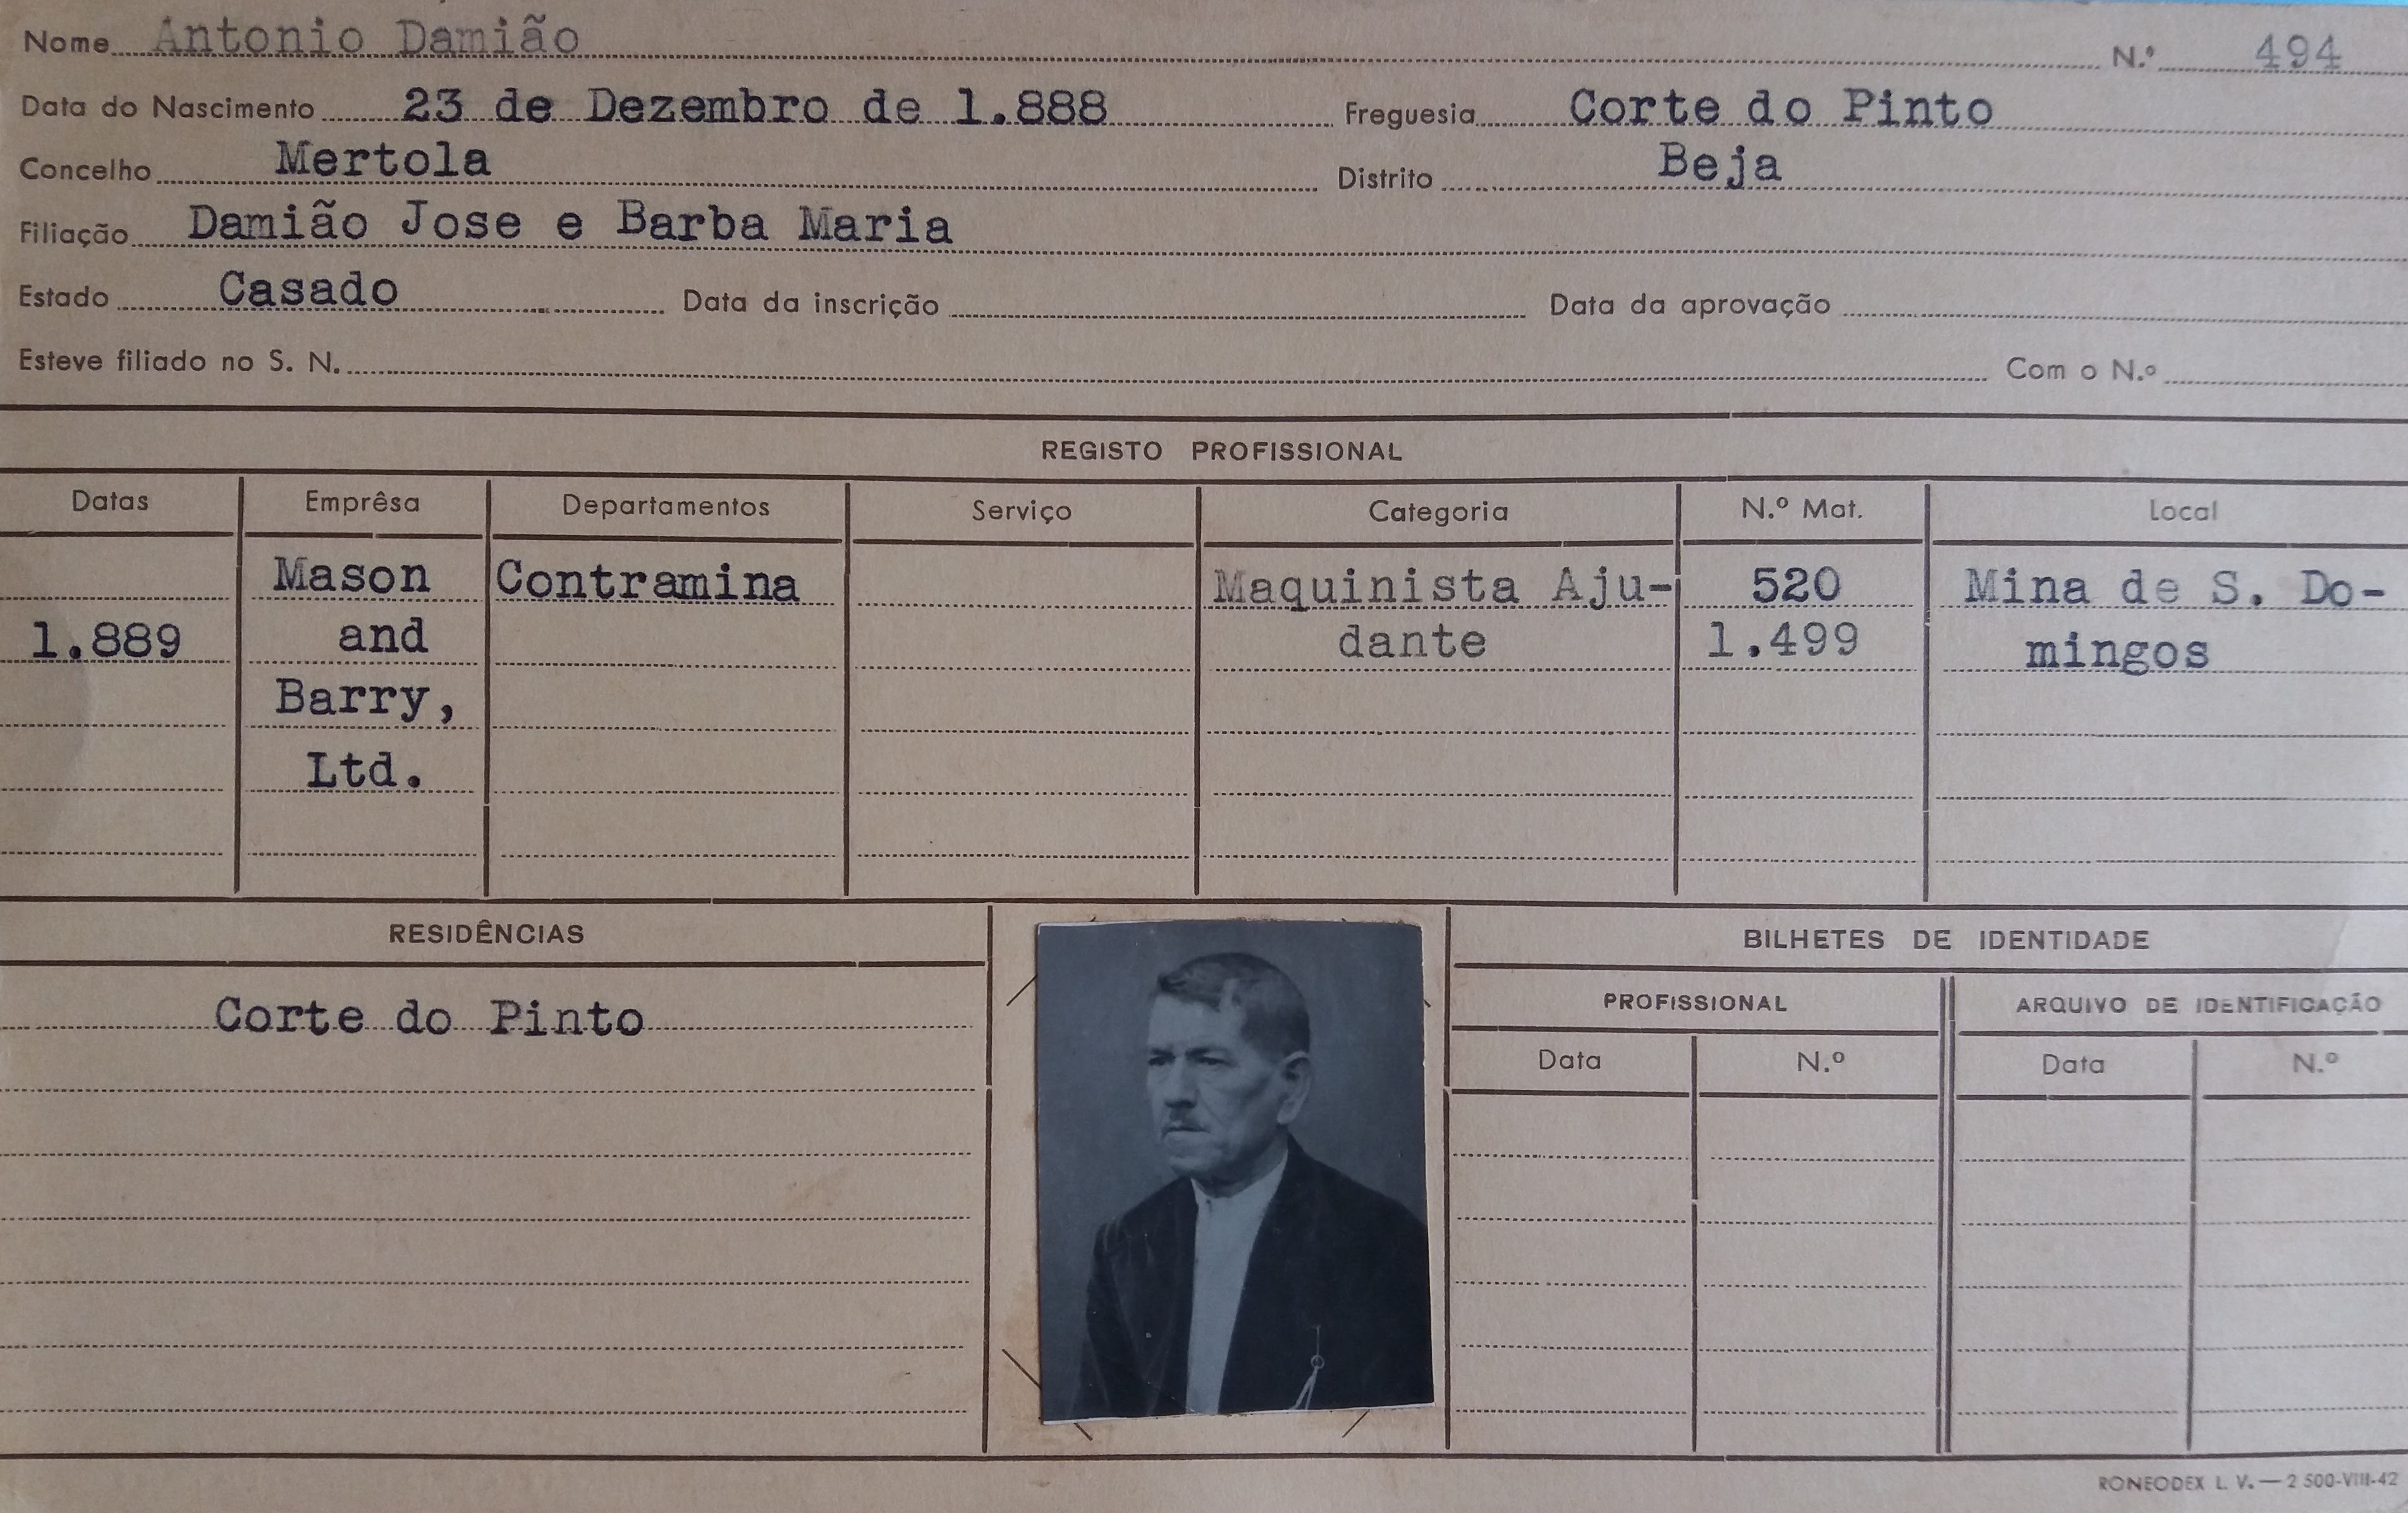 Nome Antonio Damião N.º 494
Data do Nascimento 23 de Dezembro de 1.888 Freguesia Corte do Pinto
Concelho Mertola Distrito Beja
Filiação Damião Jose e Barba Maria
Estado Casado Data da inscrição Data da aprovação
Esteve filiado no S. N. Com o N.º
REGISTO PROFISSIONAL
Datas Emprêsa Departamentos Serviço Categoria N.º Mat. Local
Mason Contramina Maquinista Aju- 520 Mina de S. Do-
1.889 and dante 1.499 mingos
Barry,
Ltd.
RESIDÊNCIAS BILHETES DE IDENTIDADE
Corte do Pinto PROFISSIONAL ARQUIVO DE IDENTIFICAÇÃO
Data N.º Data N.º
RONEODEX L. V. — 2 500-VIII-42